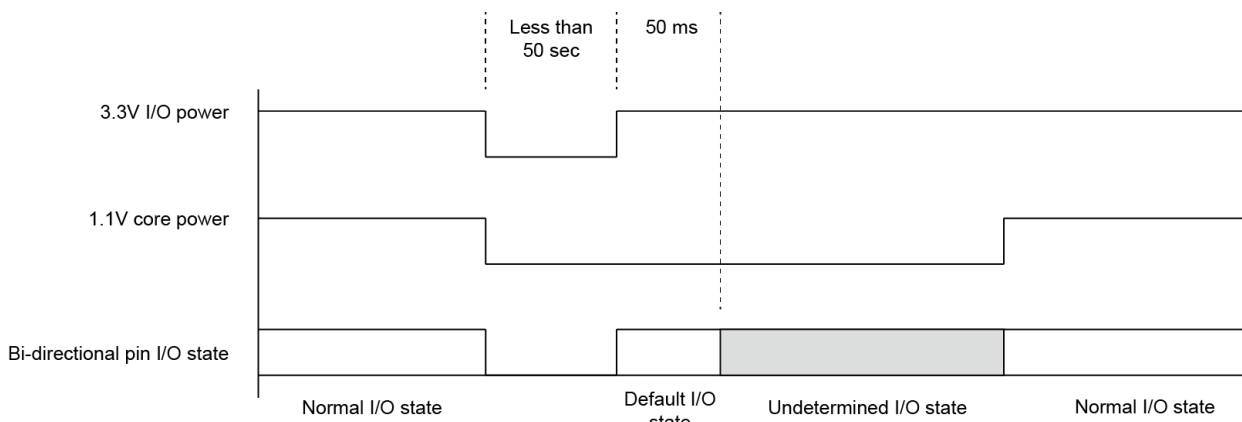 Less than
50 sec
50 ms
3.3V I/O power
1.1V core power
Bi-directional pin I/O state
Normal I/O state
Default I/O
state
Undetermined I/O state
Normal I/O state